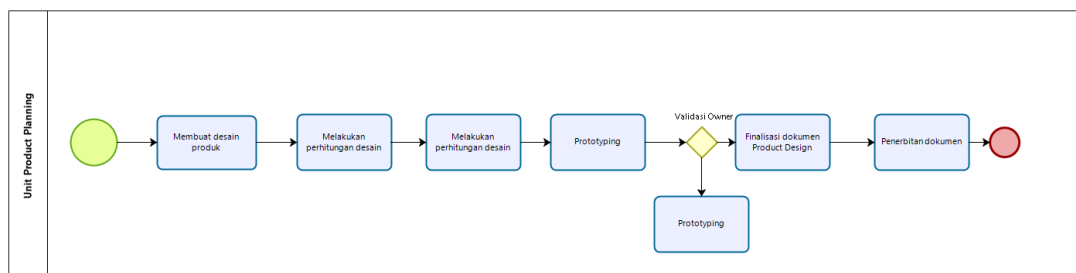 Unit Product Planning
Membuat desain
produk
Melakukan
perhitungan desain
Melakukan
perhitungan desain
Prototyping
Validasi Owner
Finalisasi dokumen
Product Design
Penerbitan dokumen
Prototyping